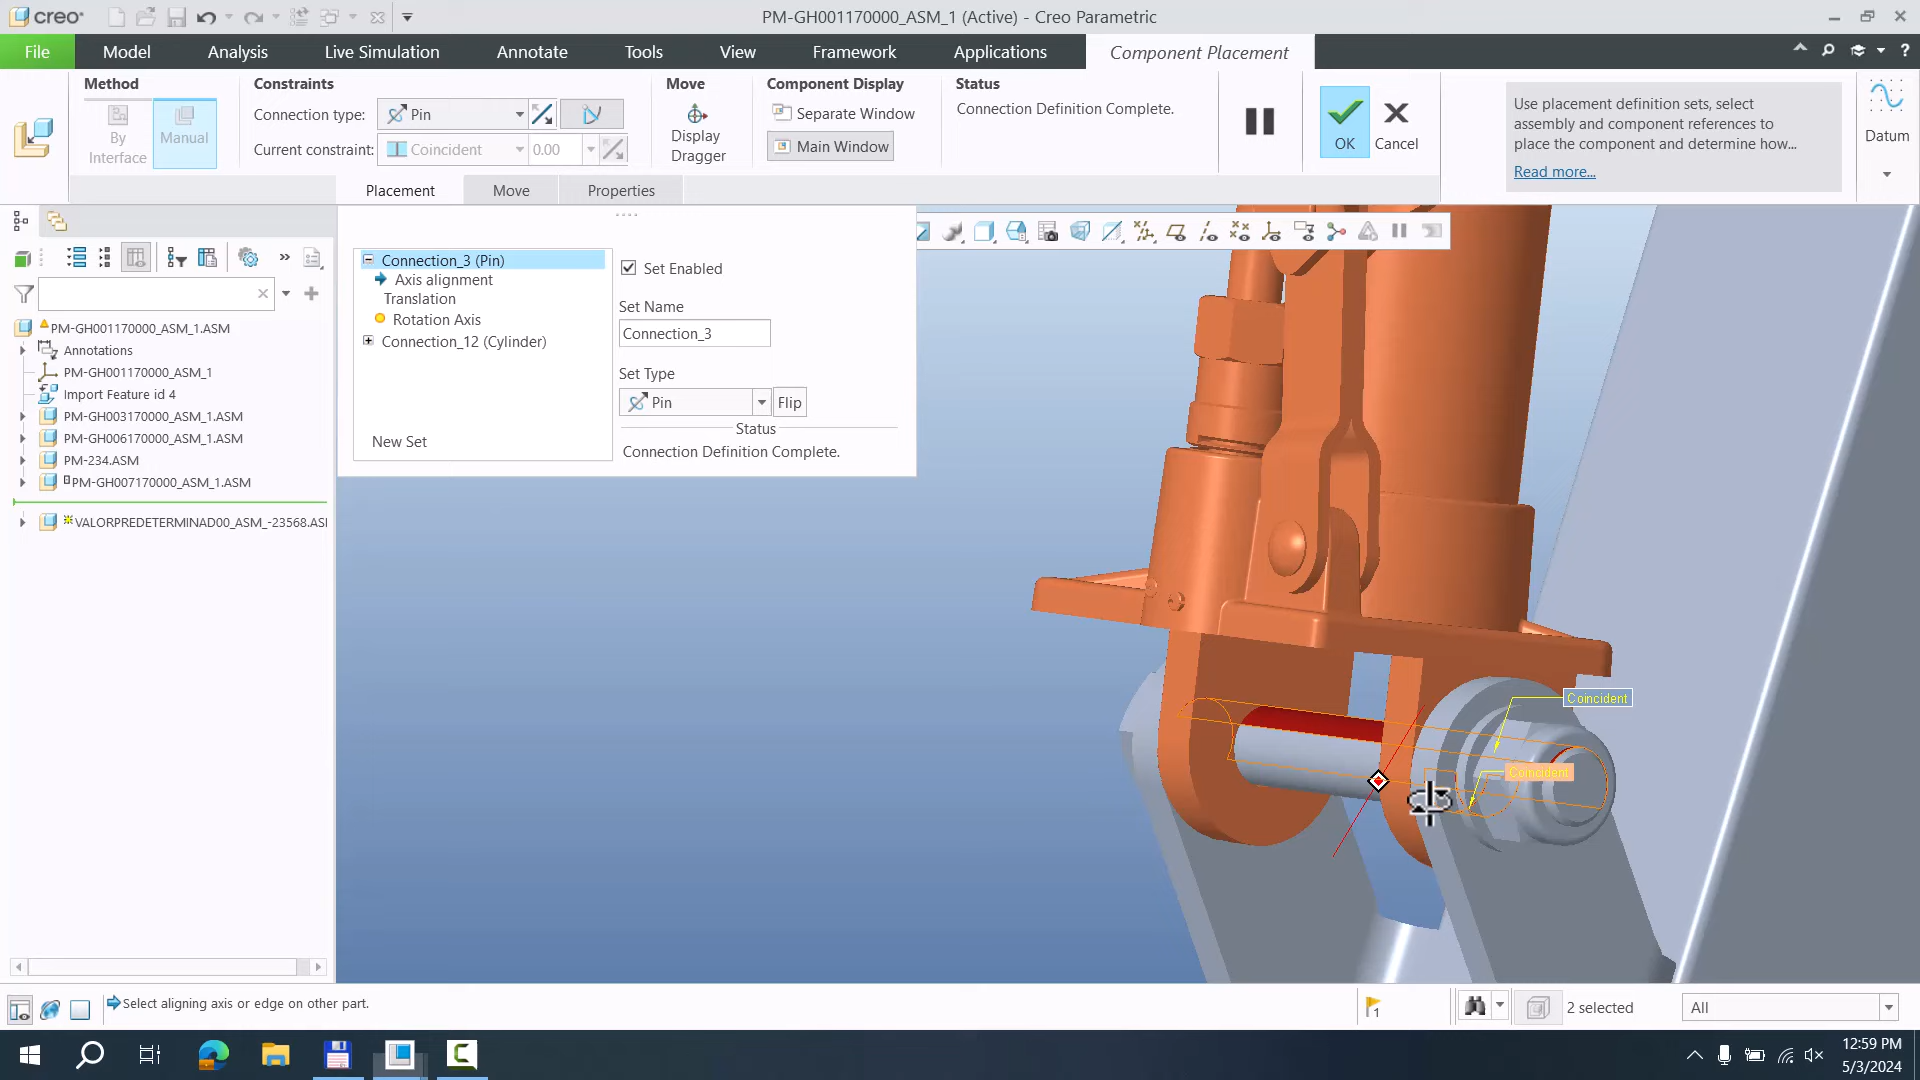 creo
PM-GH001170000_ASM_1 (Active) - Creo Parametric
File
Model
Analysis
Live Simulation
Annotate
Tools
View
Framework
Applications
Component Placement
Method
Constraints
Move
Component Display
Status
By Interface
Manual
Connection type:
Pin
Current constraint:
Coincident
0.00
Display Dragger
Separate Window
Main Window
Connection Definition Complete.
OK
Cancel
Use placement definition sets, select
assembly and component references to
place the component and determine how...
Read more...
Datum
Placement
Move
Properties
Connection_3 (Pin)
Axis alignment
Translation
Rotation Axis
Connection_12 (Cylinder)
New Set
Set Enabled
Set Name
Connection_3
Set Type
Pin
Flip
Status
Connection Definition Complete.
PM-GH001170000_ASM_1.ASM
Annotations
PM-GH001170000_ASM_1
Import Feature id 4
PM-GH003170000_ASM_1.ASM
PM-GH006170000_ASM_1.ASM
PM-234.ASM
PM-GH007170000_ASM_1.ASM
VALORPREDETERMINAD00_ASM_-23568.ASI
Coincident
Coincident
Select aligning axis or edge on other part.
1
2 selected
All
12:59 PM
5/3/2024